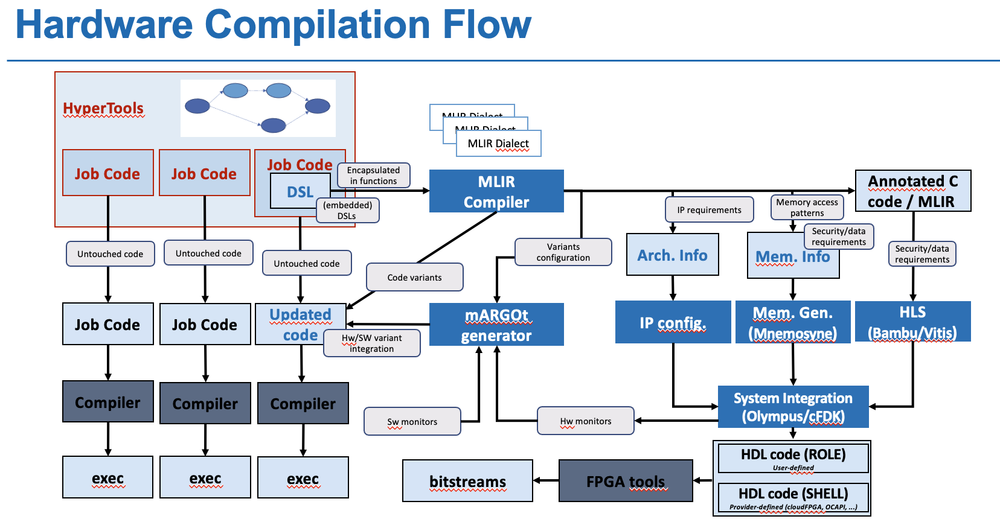 Hardware Compilation Flow
HyperTools
Job Code
Job Code
Job Code
DSL
Encapsulated
in functions
(embedded)
DSLs
MLIR Dialect
MLIR Dialect
MLIR Dialect
MLIR
Compiler
Annotated C
code / MLIR
IP requirements
Memory access
patterns
Security/data
requirements
Security/data
requirements
Variants
configuration
Arch. Info
Mem. Info
Untouched code
Untouched code
Untouched code
Code variants
Job Code
Job Code
Updated
code
Hw/SW variant
integration
mARGOt
generator
IP config.
Mem. Gen.
(Mnemosyne)
HLS
(Bambu/Vitis)
Compiler
Compiler
Compiler
Sw monitors
Hw monitors
System Integration
(Olympus/cFDK)
exec
exec
exec
bitstreams
FPGA tools
HDL code (ROLE)
User-defined
HDL code (SHELL)
Provider-defined (cloudFPGA, OCAPI, ...)